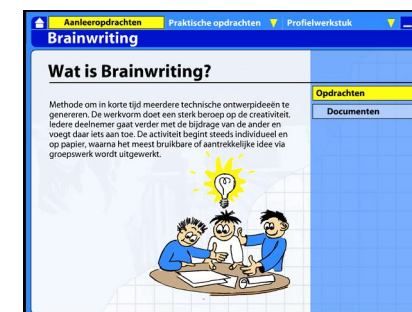 Aanleeropdrachten Praktische opdrachten Profielwerkstuk
Brainwriting
Wat is Brainwriting?
Opdrachten
Documenten
Methode om in korte tijd meerdere technische ontwerpideeën te
genereren. De werkvorm doet een sterk beroep op de creativiteit.
Iedere deelnemer gaat verder met de bijdrage van de ander en
voegt daar iets aan toe. De activiteit begint steeds individueel en
op papier, waarna het meest bruikbare of aantrekkelijke idee via
groepswerk wordt uitgewerkt.